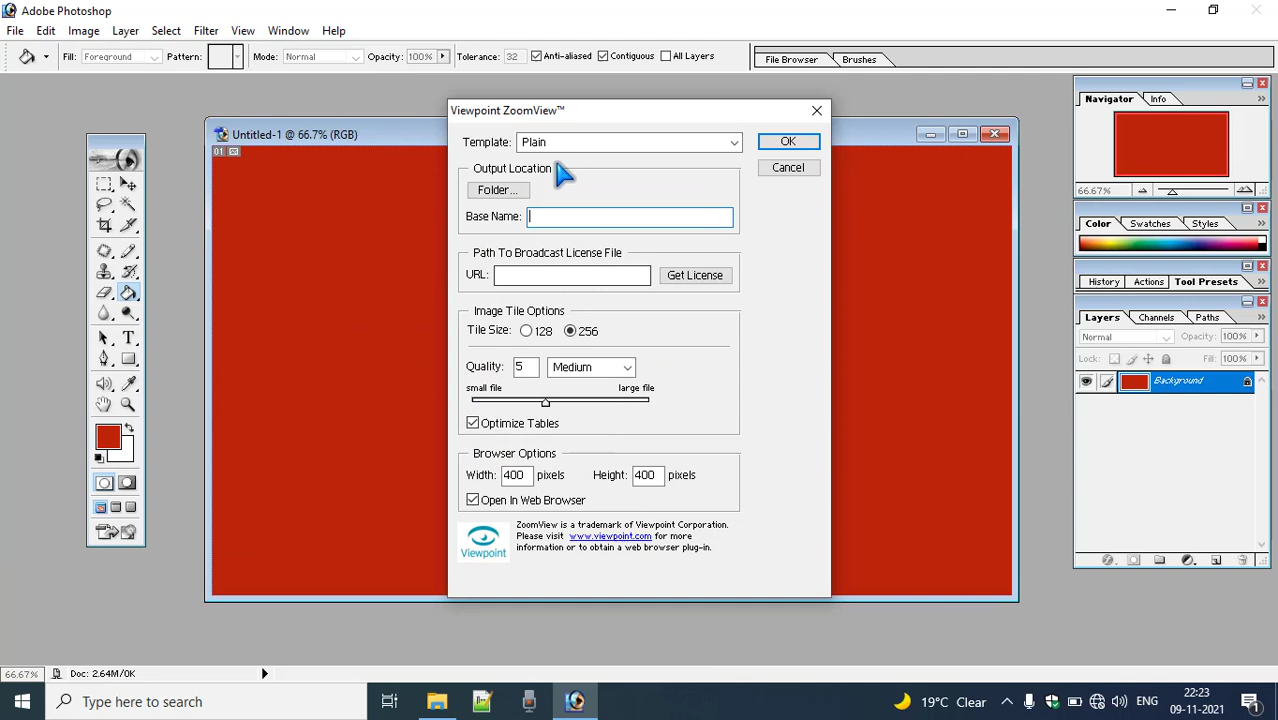 Adobe Photoshop
File Edit Image Layer Select Filter View Window Help
Fill: Foreground Pattern: Mode: Normal Opacity: 100% Tolerance: 32 Anti-aliased Contiguous All Layers File Browser Brushes
Untitled-1 @ 66.7% (RGB)
01
Viewpoint ZoomView™
Template: Plain OK
Output Location Cancel
Folder...
Base Name:
Path To Broadcast License File
URL: Get License
Image Tile Options
Tile Size: 128 256
Quality: 5 Medium
small file large file
Optimize Tables
Browser Options
Width: 400 pixels Height: 400 pixels
Open In Web Browser
ZoomView is a trademark of Viewpoint Corporation.
Please visit www.viewpoint.com for more
information or to obtain a web browser plug-in.
Viewpoint
Navigator Info
66.67%
Color Swatches Styles
History Actions Tool Presets
Layers Channels Paths
Normal Opacity: 100%
Lock: Fill: 100%
Background
66.67% Doc: 2.64M/0K
Type here to search
19°C Clear ENG 22:23
09-11-2021
1